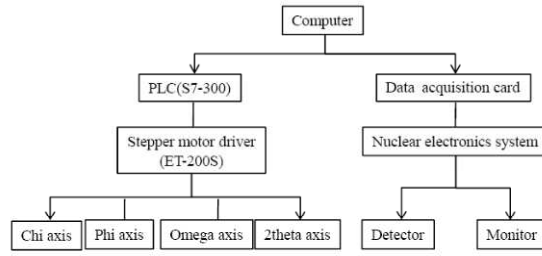 Computer
PLC(S7-300)
Data acquisition card
Stepper motor driver
(ET-200S)
Nuclear electronics system
Chi axis
Phi axis
Omega axis
2theta axis
Detector
Monitor